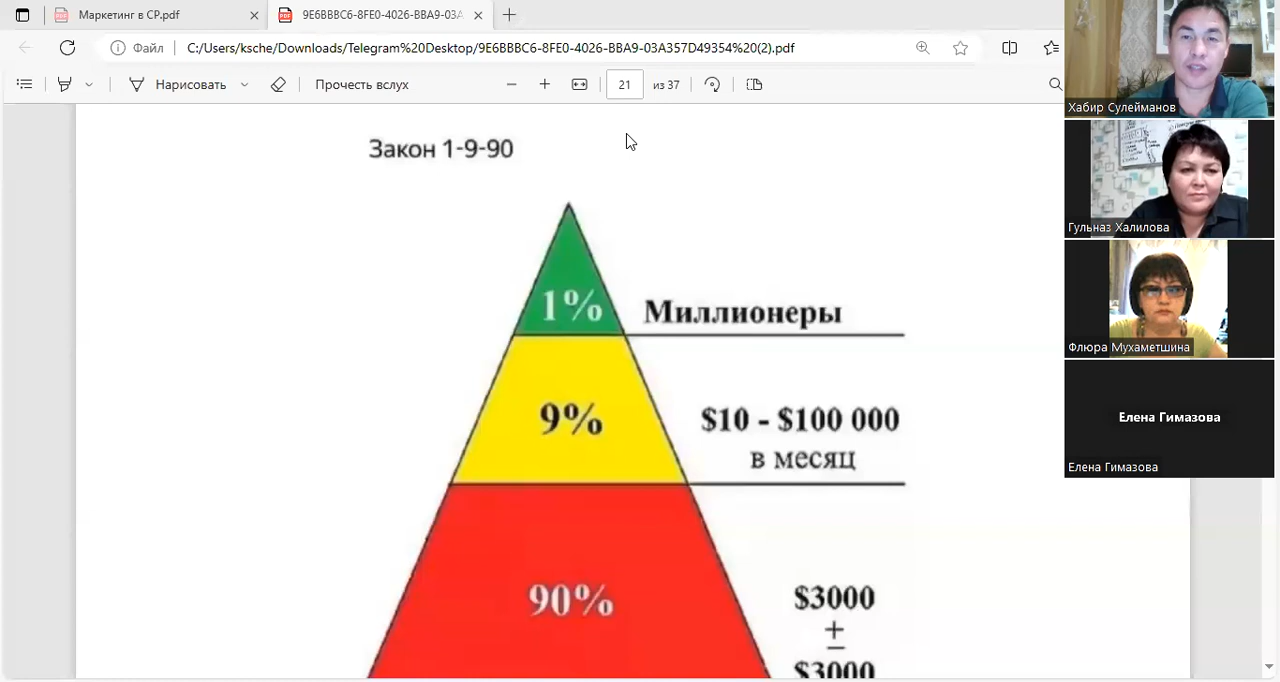 Маркетинг в СР.pdf
9E6BBBC6-8FE0-4026-BBA9-03A
Файл
C:/Users/ksche/Downloads/Telegram%20Desktop/9E6BBBC6-8FE0-4026-BBA9-03A357D49334%20(2).pdf
Нарисовать
Прочесть вслух
21
из 37
Закон 1-9-90
1%
Миллионеры
9%
$10 - $100 000
в месяц
90%
$3000
±
$3000
Хабир Сулейманов
Гульназ Халилова
Флюра Мухаметшина
Елена Гимазова
Елена Гимазова